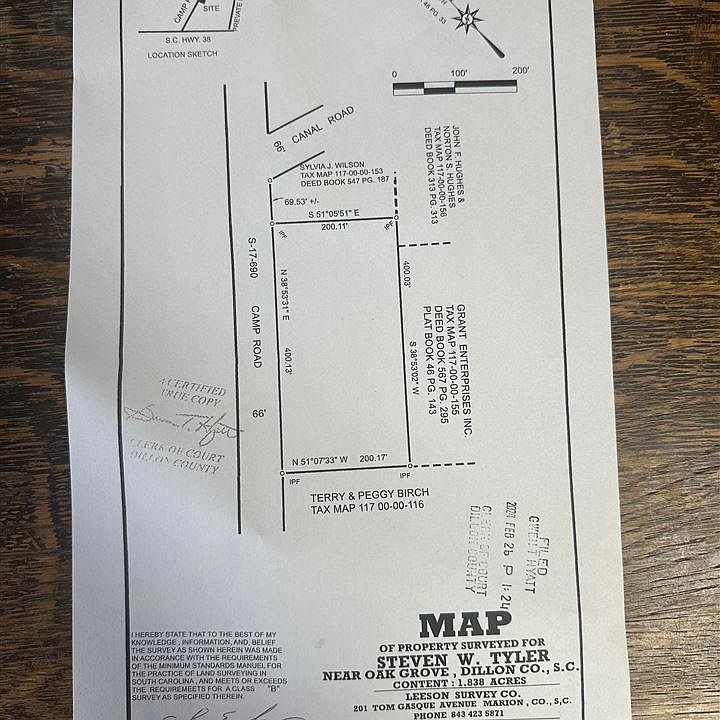 CAMP
SITE
PRIVATE
S.C. HWY. 38
LOCATION SKETCH
46 PG. 33
0 100' 200'
66' CANAL ROAD
SYLVIA J. WILSON
TAX MAP 117-00-00-153
DEED BOOK 547 PG. 187
JOHN F. HUGHES &
NORTON S. HUGHES
TAX MAP 117-00-00-156
DEED BOOK 313 PG. 313
69.53' +/-
S 51°05'51" E
200.11'
IPF
IPF
S-17-690 CAMP ROAD 66'
N 38°53'31" E 400.13'
400.03'
S 38°53'02" W
GRANT ENTERPRISES INC.
TAX MAP 117-00-00-155
DEED BOOK 567 PG. 295
PLAT BOOK 46 PG. 143
A CERTIFIED
TRUE COPY
CLERK OF COURT
DILLON COUNTY
N 51°07'33" W 200.17'
IPF
IPF
TERRY & PEGGY BIRCH
TAX MAP 117 00-00-116
FILED
GWEN T HYATT
2021 FEB 26 P 1:24
CLERK OF COURT
DILLON COUNTY
I HEREBY STATE THAT TO THE BEST OF MY
KNOWLEDGE , INFORMATION, AND, BELIEF
THE SURVEY AS SHOWN HEREIN WAS MADE
IN ACCORDANCE WITH THE REQUIREMENTS
OF THE MINIMUM STANDARDS MANUEL FOR
THE PRACTICE OF LAND SURVEYING IN
SOUTH CAROLINA , AND MEETS OR EXCEEDS
THE REQUIREMEETS FOR A CLASS "B"
SURVEY AS SPECIFIED THEREIN.
MAP
OF PROPERTY SURVEYED FOR
STEVEN W. TYLER
NEAR OAK GROVE , DILLON CO., S.C.
CONTENT : 1.838 ACRES
LEESON SURVEY CO.
201 TOM GASQUE AVENUE MARION , CO., S.C.
PHONE 843 423 5871